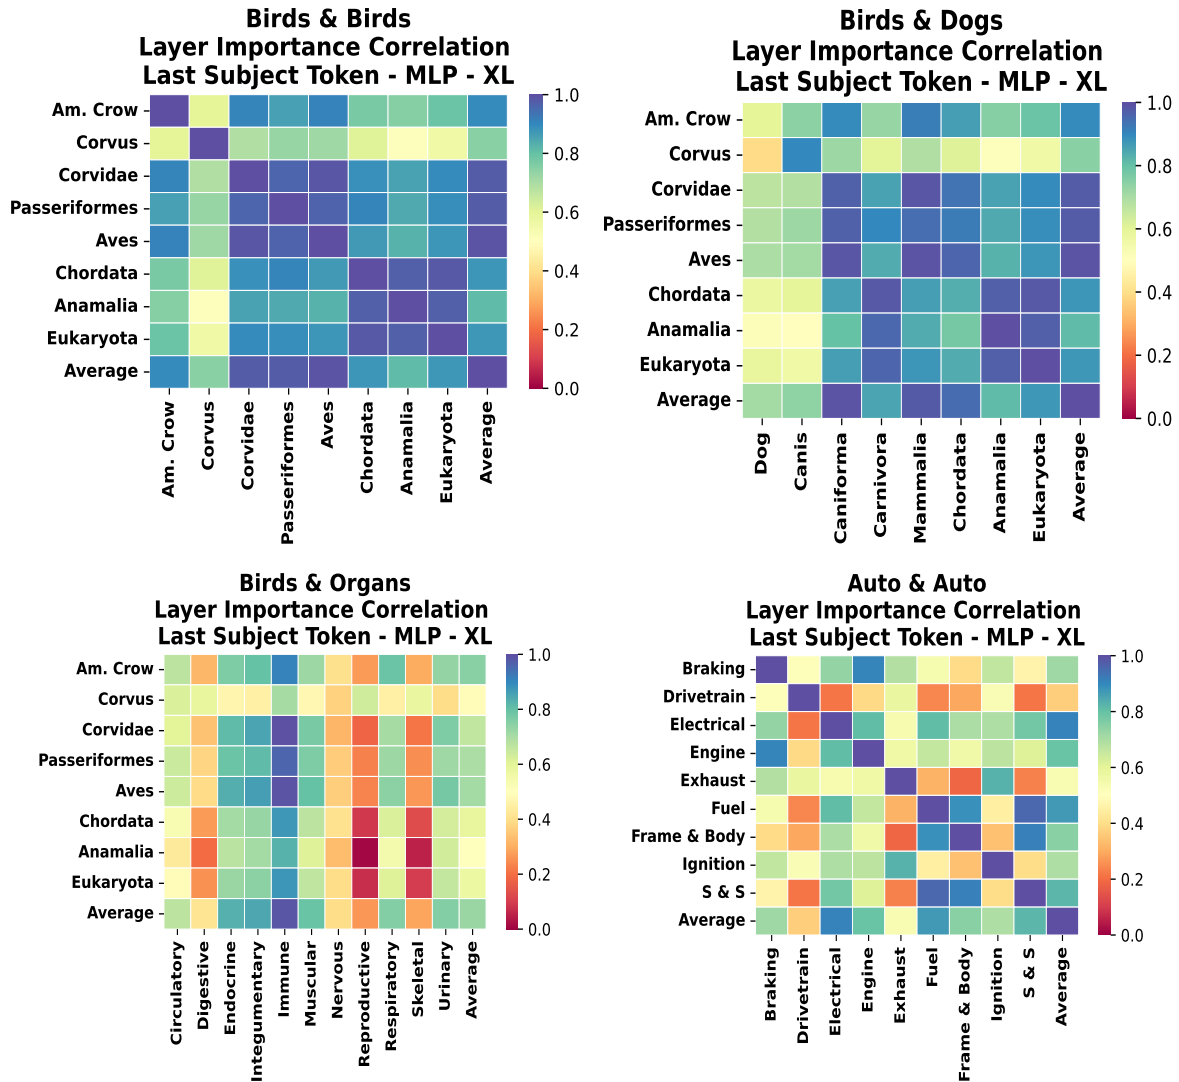 Birds & Birds
Layer Importance Correlation
Last Subject Token - MLP - XL
Am. Crow
Corvus
Corvidae
Passeriformes
Aves
Chordata
Anamalia
Eukaryota
Average
Am. Crow
Corvus
Corvidae
Passeriformes
Aves
Chordata
Anamalia
Eukaryota
Average
1.0
0.8
0.6
0.4
0.2
0.0
Birds & Dogs
Layer Importance Correlation
Last Subject Token - MLP - XL
Am. Crow
Corvus
Corvidae
Passeriformes
Aves
Chordata
Anamalia
Eukaryota
Average
Dog
Canis
Caniforma
Carnivora
Mammalia
Chordata
Anamalia
Eukaryota
Average
1.0
0.8
0.6
0.4
0.2
0.0
Birds & Organs
Layer Importance Correlation
Last Subject Token - MLP - XL
Am. Crow
Corvus
Corvidae
Passeriformes
Aves
Chordata
Anamalia
Eukaryota
Average
Circulatory
Digestive
Endocrine
Integumentary
Immune
Muscular
Nervous
Reproductive
Respiratory
Skeletal
Urinary
Average
1.0
0.8
0.6
0.4
0.2
0.0
Auto & Auto
Layer Importance Correlation
Last Subject Token - MLP - XL
Braking
Drivetrain
Electrical
Engine
Exhaust
Fuel
Frame & Body
Ignition
S & S
Average
Braking
Drivetrain
Electrical
Engine
Exhaust
Fuel
Frame & Body
Ignition
S & S
Average
1.0
0.8
0.6
0.4
0.2
0.0